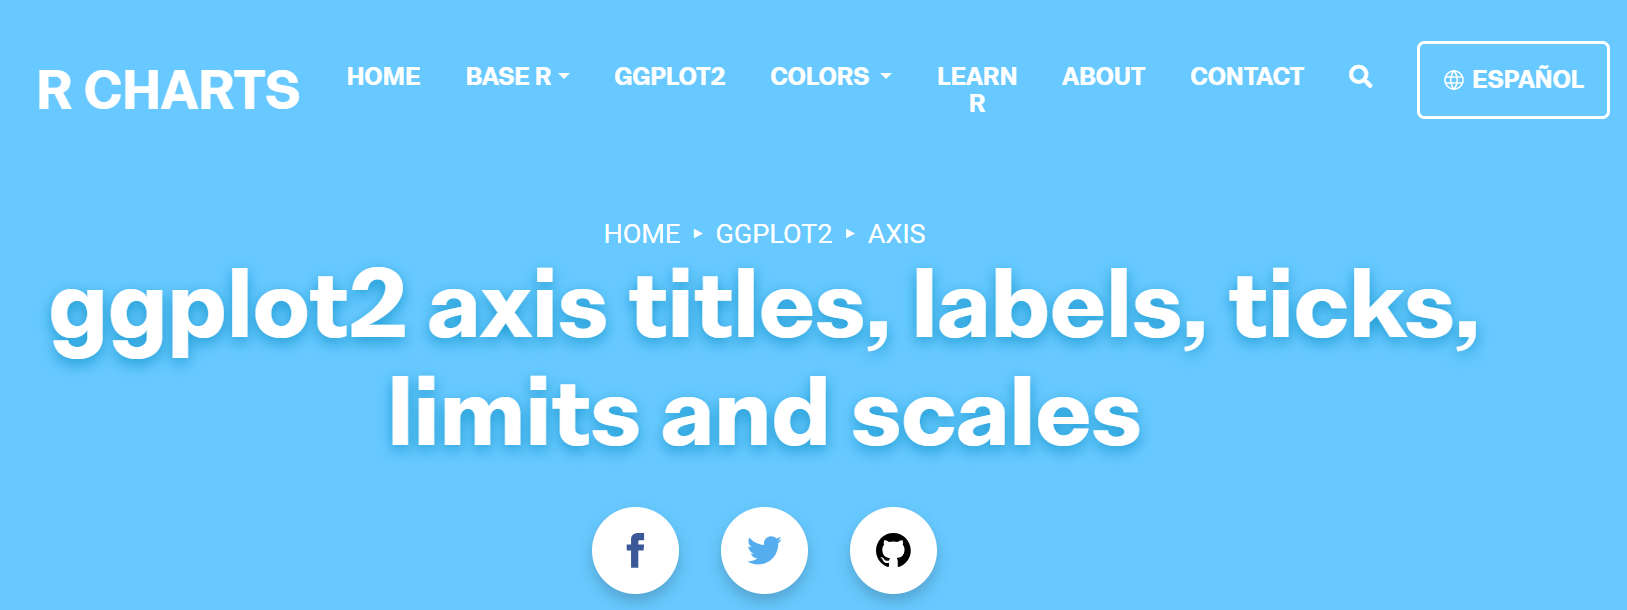 R CHARTS HOME BASE R GGPLOT2 COLORS LEARN R ABOUT CONTACT ESPAÑOL
HOME ▸ GGPLOT2 ▸ AXIS
ggplot2 axis titles, labels, ticks,
limits and scales